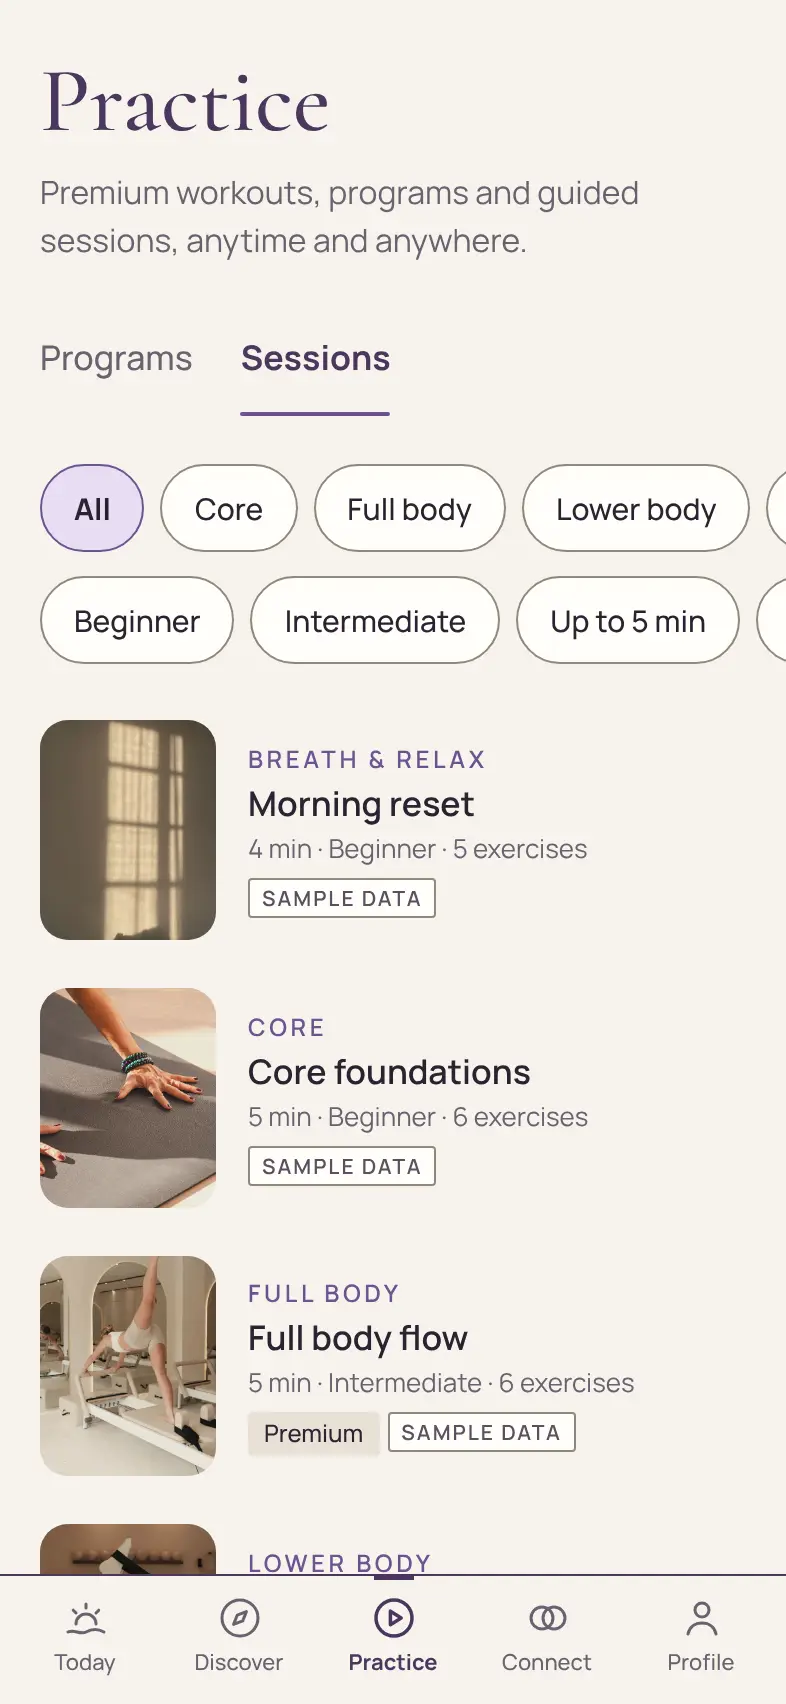 Practice
Premium workouts, programs and guided
sessions, anytime and anywhere.
Programs Sessions
All Core Full body Lower body
Beginner Intermediate Up to 5 min
BREATH & RELAX
Morning reset
4 min · Beginner · 5 exercises
SAMPLE DATA
CORE
Core foundations
5 min · Beginner · 6 exercises
SAMPLE DATA
FULL BODY
Full body flow
5 min · Intermediate · 6 exercises
Premium SAMPLE DATA
LOWER BODY
Today Discover Practice Connect Profile